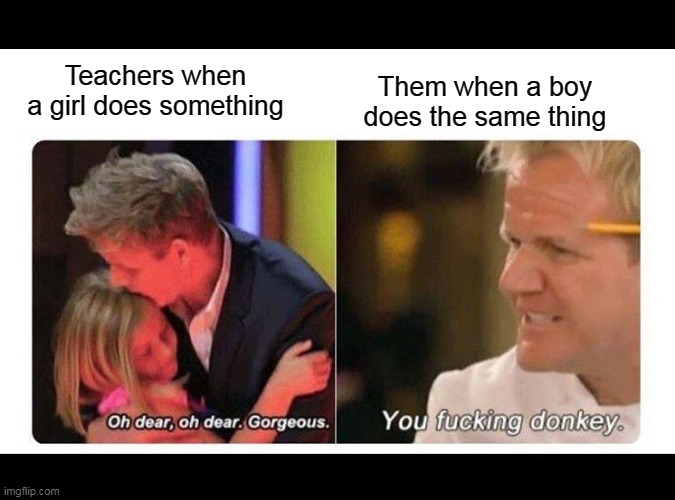 Teachers when
a girl does something
Them when a boy
does the same thing
Oh dear, oh dear. Gorgeous.
You fucking donkey.
imgflip.com